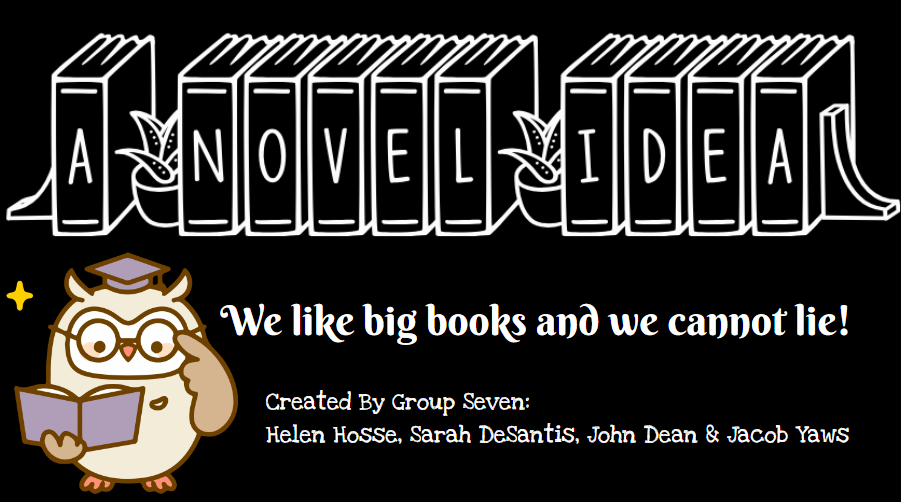 A NOVEL IDEA
We like big books and we cannot lie!
Created By Group Seven:
Helen Hosse, Sarah DeSantis, John Dean & Jacob Yaws